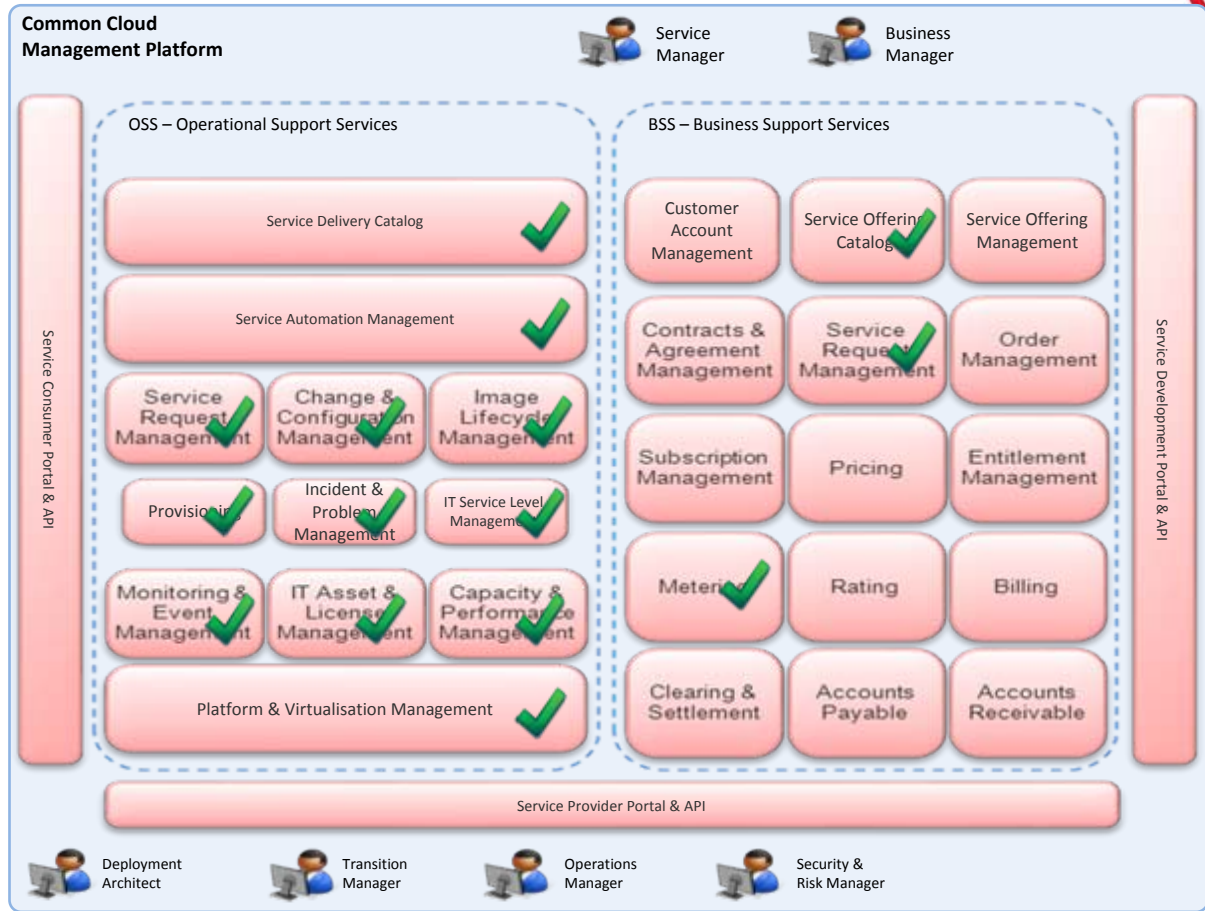 Common Cloud
Management Platform
Service
Manager
Business
Manager
Service Consumer Portal & API
OSS – Operational Support Services
Service Delivery Catalog
Service Automation Management
Service
Request
Management
Change &
Configuration
Management
Image
Lifecycle
Management
Provisioning
Incident &
Problem
Management
IT Service Level
Management
Monitoring &
Event
Management
IT Asset &
License
Management
Capacity &
Performance
Management
Platform & Virtualisation Management
BSS – Business Support Services
Customer
Account
Management
Service Offering
Catalog
Service Offering
Management
Contracts &
Agreement
Management
Service
Request
Management
Order
Management
Subscription
Management
Pricing
Entitlement
Management
Metering
Rating
Billing
Clearing &
Settlement
Accounts
Payable
Accounts
Receivable
Service Development Portal & API
Service Provider Portal & API
Deployment
Architect
Transition
Manager
Operations
Manager
Security &
Risk Manager